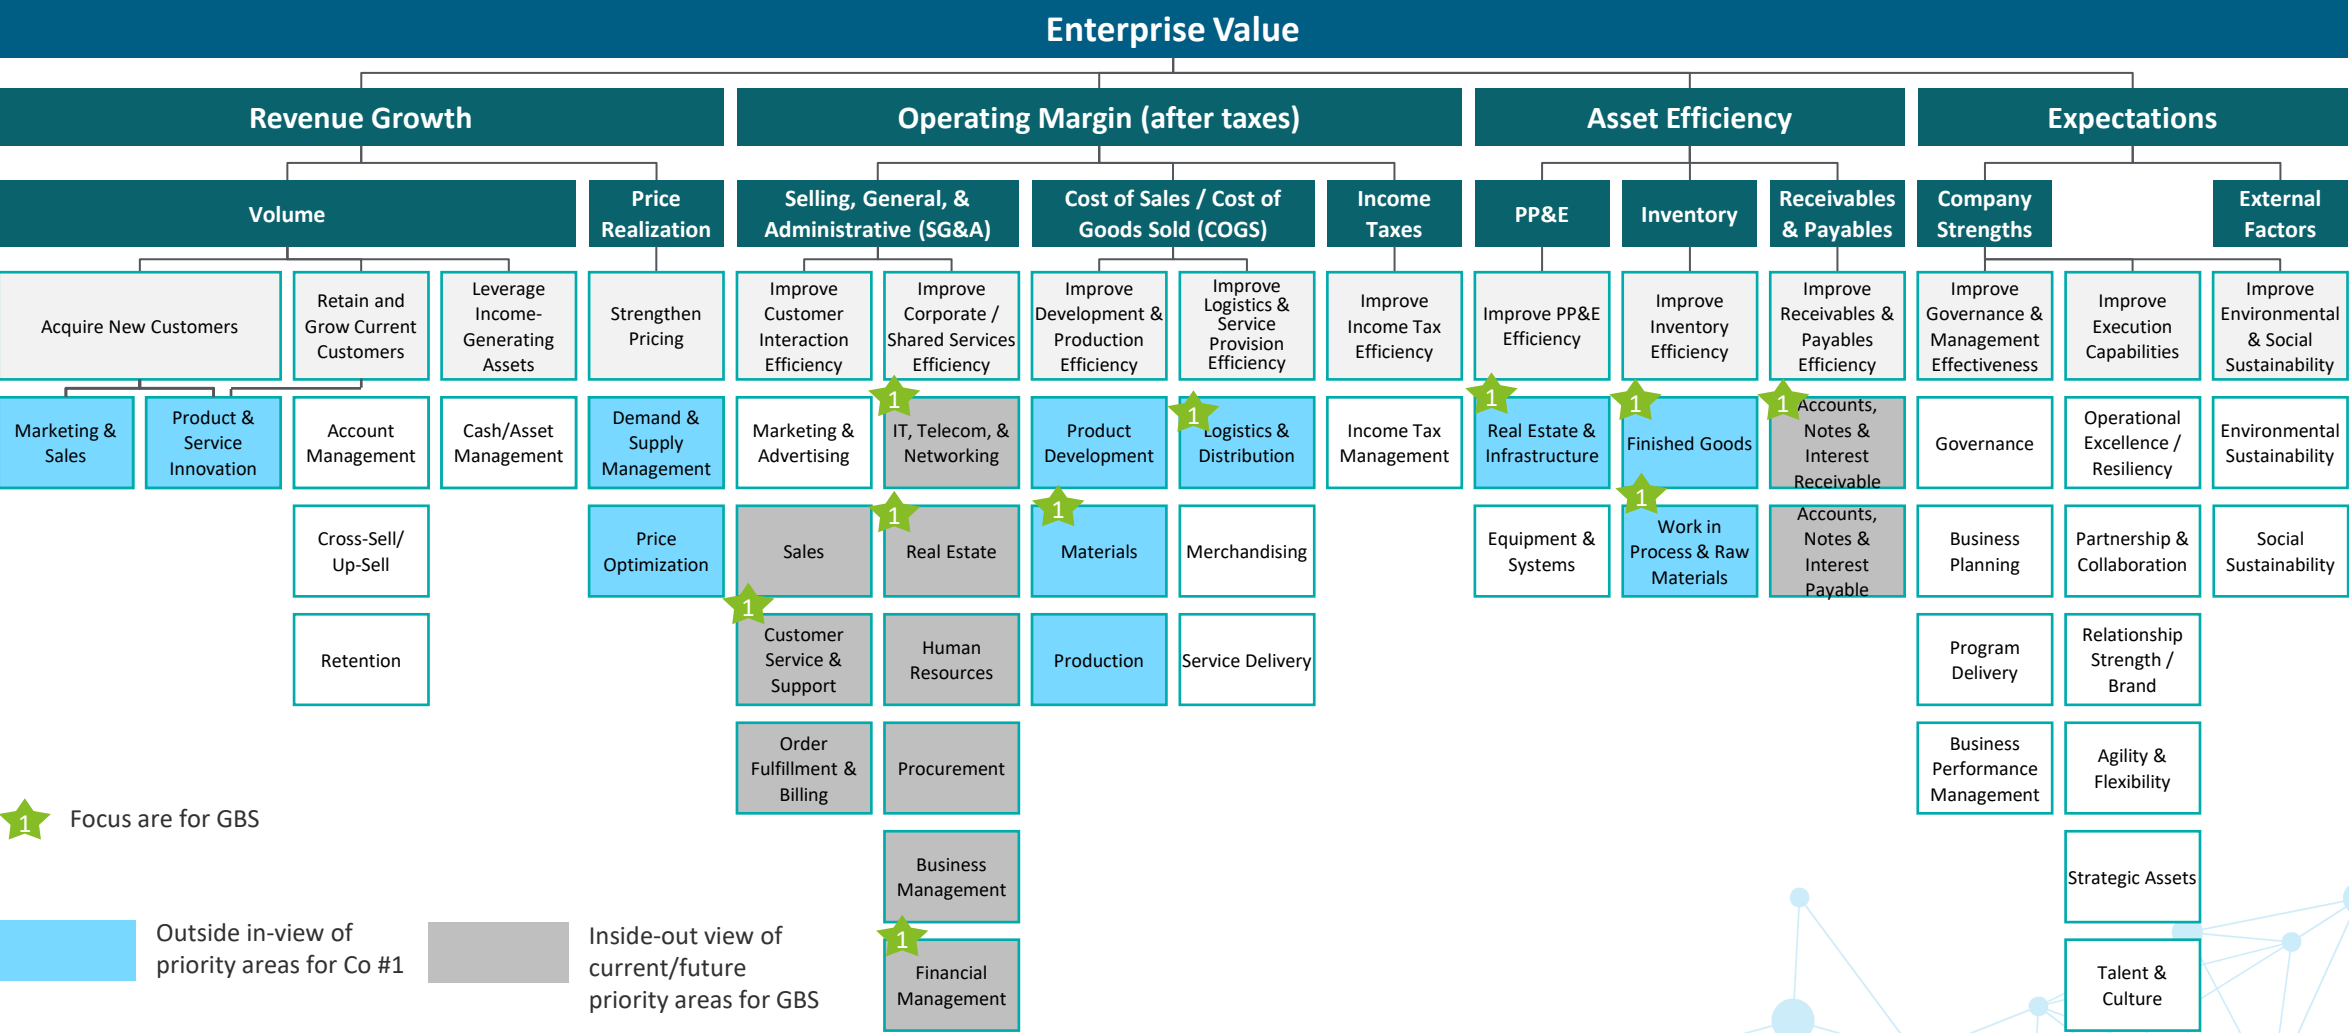 Enterprise Value
Revenue Growth
Operating Margin (after taxes)
Asset Efficiency
Expectations
Volume
Price
Realization
Selling, General, &
Administrative (SG&A)
Cost of Sales / Cost of
Goods Sold (COGS)
Income
Taxes
PP&E
Inventory
Receivables
& Payables
Company
Strengths
External
Factors
Acquire New Customers
Retain and
Grow Current
Customers
Leverage
Income-
Generating
Assets
Strengthen
Pricing
Improve
Customer
Interaction
Efficiency
Improve
Corporate /
Shared Services
Efficiency
Improve
Development &
Production
Efficiency
Improve
Logistics &
Service
Provision
Efficiency
Improve
Income Tax
Efficiency
Improve PP&E
Efficiency
Improve
Inventory
Efficiency
Improve
Receivables &
Payables
Efficiency
Improve
Governance &
Management
Effectiveness
Improve
Execution
Capabilities
Improve
Environmental
& Social
Sustainability
Marketing &
Sales
Product &
Service
Innovation
Account
Management
Cash/Asset
Management
Demand &
Supply
Management
Marketing &
Advertising
1
IT, Telecom, &
Networking
Product
Development
1
Logistics &
Distribution
Income Tax
Management
1
Real Estate &
Infrastructure
1
Finished Goods
1
Accounts,
Notes &
Interest
Receivable
Governance
Operational
Excellence /
Resiliency
Environmental
Sustainability
Cross-Sell/
Up-Sell
Price
Optimization
Sales
1
Real Estate
1
Materials
Merchandising
Equipment &
Systems
1
Work in
Process & Raw
Materials
Accounts,
Notes &
Interest
Payable
Business
Planning
Partnership &
Collaboration
Social
Sustainability
Retention
1
Customer
Service &
Support
Human
Resources
Production
Service Delivery
Program
Delivery
Relationship
Strength /
Brand
Order
Fulfillment &
Billing
Procurement
Business
Performance
Management
Agility &
Flexibility
1
Focus are for GBS
Business
Management
Strategic Assets
Outside in-view of
priority areas for Co #1
Inside-out view of
current/future
priority areas for GBS
1
Financial
Management
Talent &
Culture